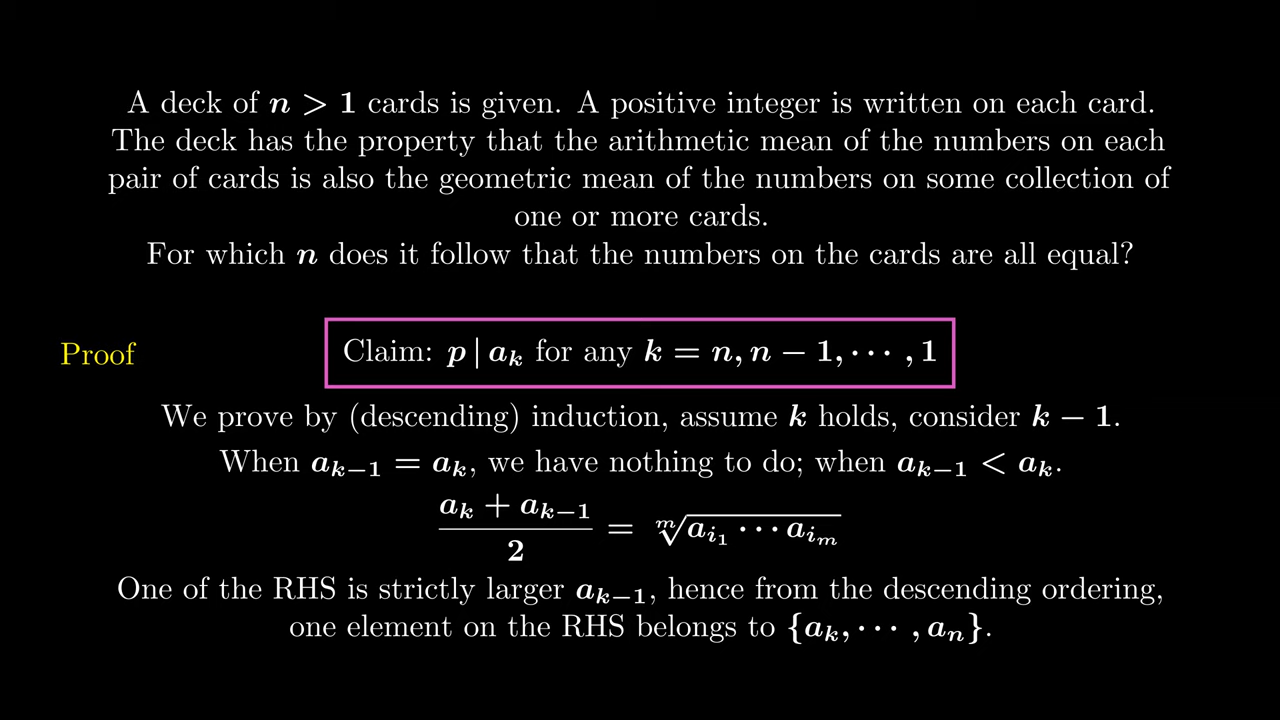 A deck of n > 1 cards is given. A positive integer is written on each card.
The deck has the property that the arithmetic mean of the numbers on each
pair of cards is also the geometric mean of the numbers on some collection of
one or more cards.
For which n does it follow that the numbers on the cards are all equal?
Proof
Claim: p | a_k for any k = n, n − 1, ⋯ , 1
We prove by (descending) induction, assume k holds, consider k − 1.
When a_{k−1} = a_k, we have nothing to do; when a_{k−1} < a_k.
\frac{a_k + a_{k−1}}{2} = \sqrt[m]{a_{i_1} ⋯ a_{i_m}}
One of the RHS is strictly larger a_{k−1}, hence from the descending ordering,
one element on the RHS belongs to {a_k, ⋯ , a_n}.